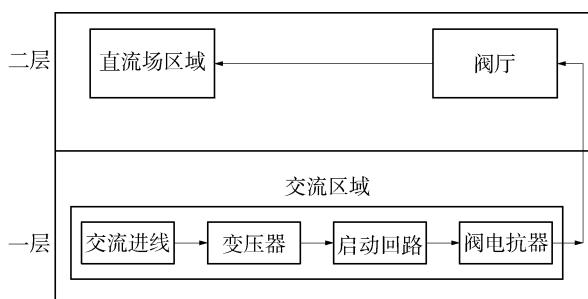 二层
直流场区域
阀厅
交流区域
一层
交流进线
变压器
启动回路
阀电抗器